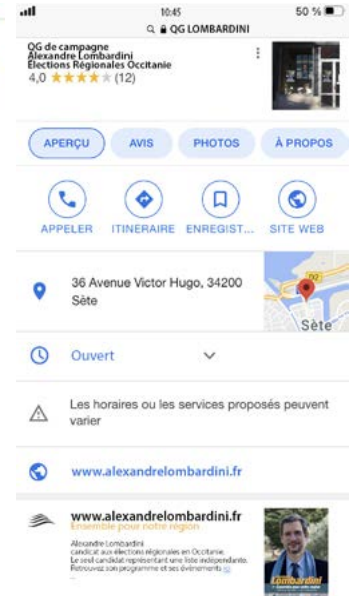 10:45 50 %
QG LOMBARDINI
QG de campagne
Alexandre Lombardini
Élections Régionales Occitanie
4,0 ★★★★★ (12)
APERÇU AVIS PHOTOS À PROPOS
APPELER ITINERAIRE ENREGIST... SITE WEB
36 Avenue Victor Hugo, 34200
Sète
D2
Sète
Ouvert
Les horaires ou les services proposés peuvent
varier
www.alexandrelombardini.fr
www.alexandrelombardini.fr
Ensemble pour notre région
Alexandre Lombardini
candicat aux élections régionales en Occitanie.
Le seul candidat représentant une liste indépendante.
Retrouvez son programme et ses événements ici
...
Lombardini